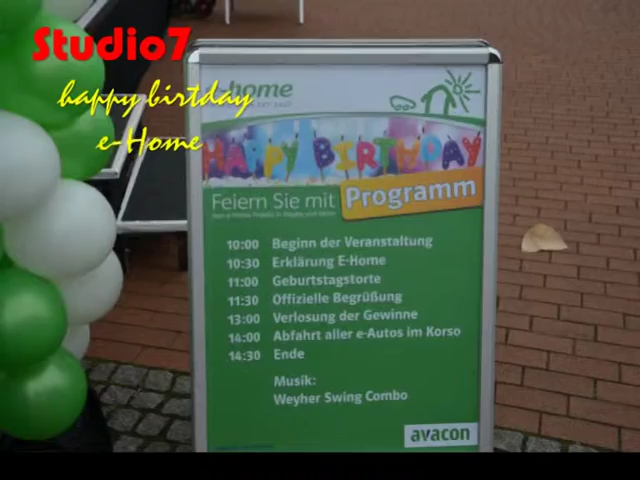 Studio7
happy birtday
e-Home
home
HAPPY BIRTHDAY
Feiern Sie mit
Programm
10:00 Beginn der Veranstaltung
10:30 Erklärung E-Home
11:00 Geburtstagstorte
11:30 Offizielle Begrüßung
13:00 Verlosung der Gewinne
14:00 Abfahrt aller e-Autos im Korso
14:30 Ende
Musik:
Weyher Swing Combo
avacon